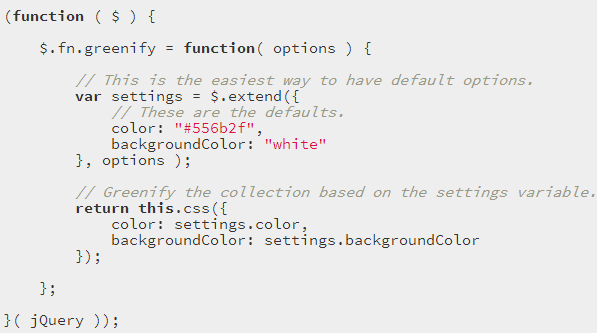 (function ( $ ) {
$.fn.greenify = function( options ) {
// This is the easiest way to have default options.
var settings = $.extend({
// These are the defaults.
color: "#556b2f",
backgroundColor: "white"
}, options );
// Greenify the collection based on the settings variable.
return this.css({
color: settings.color,
backgroundColor: settings.backgroundColor
});
};
}( jQuery ));